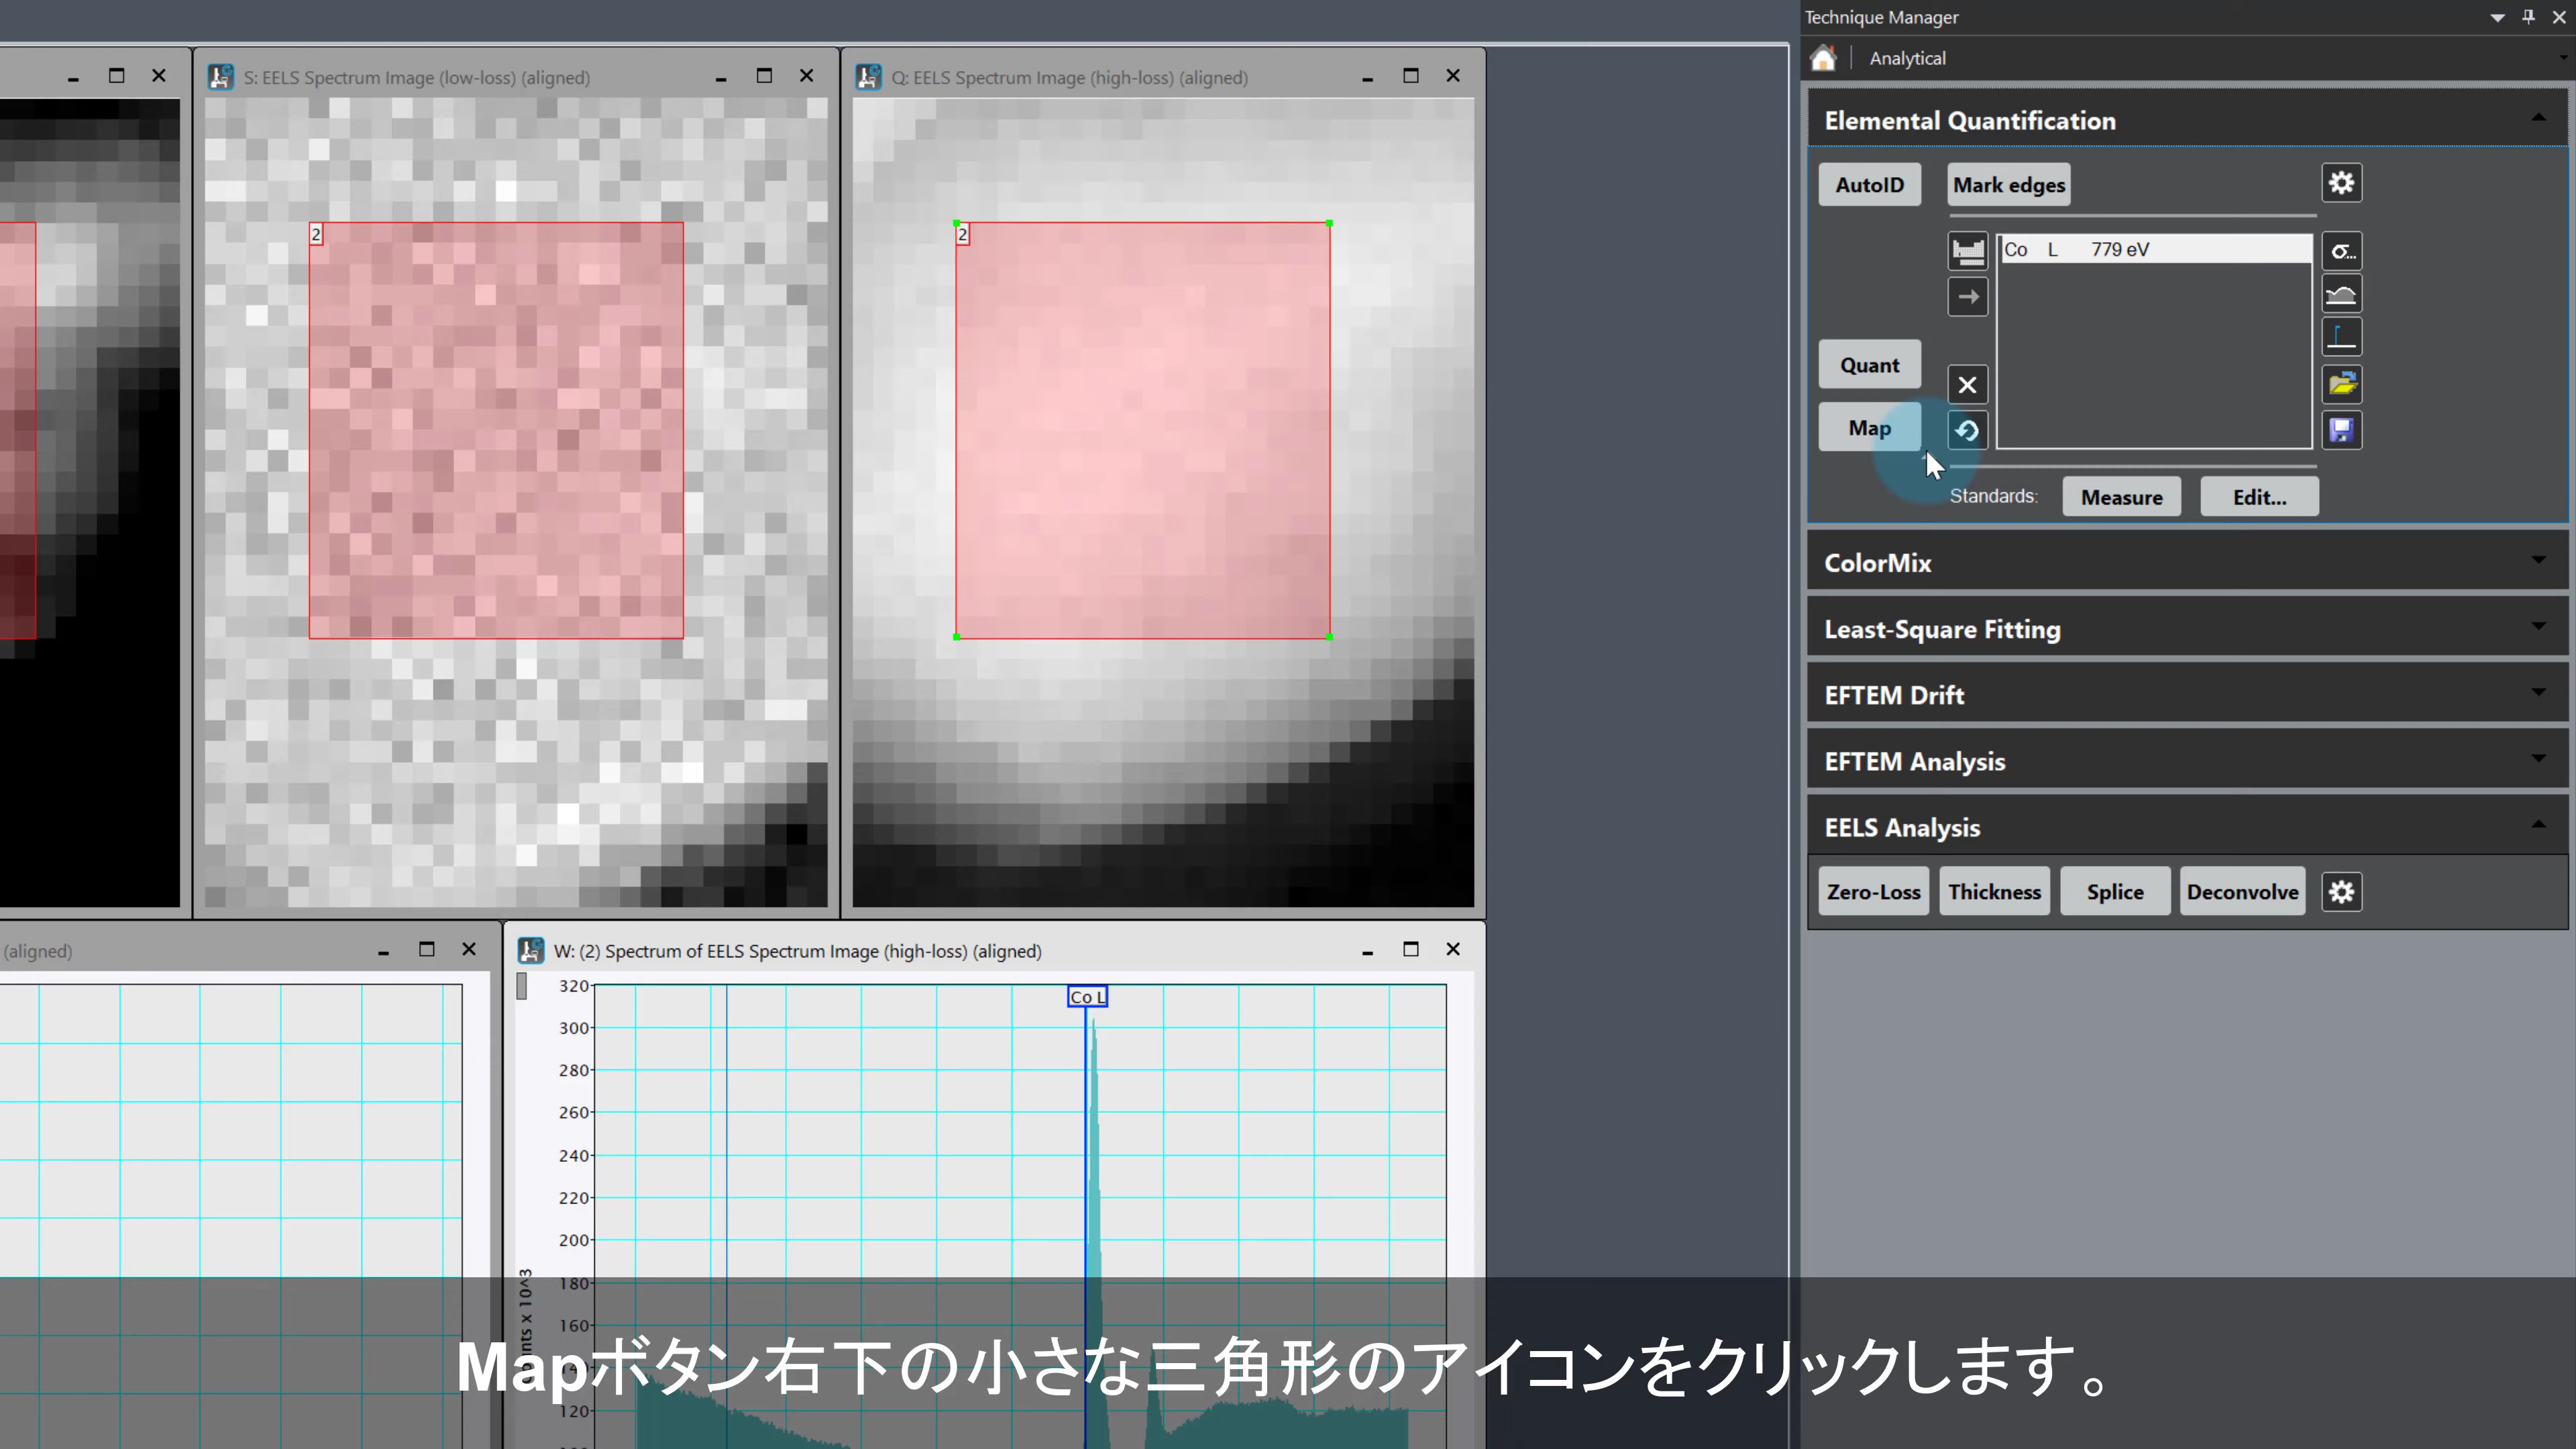 Technique Manager
Analytical
S: EELS Spectrum Image (low-loss) (aligned)
Q: EELS Spectrum Image (high-loss) (aligned)
2
2
Elemental Quantification
AutoID
Mark edges
Co L 779 eV
σ...
Quant
Map
Standards:
Measure
Edit...
ColorMix
Least-Square Fitting
EFTEM Drift
EFTEM Analysis
EELS Analysis
Zero-Loss
Thickness
Splice
Deconvolve
(aligned)
W: (2) Spectrum of EELS Spectrum Image (high-loss) (aligned)
Co L
320
300
280
260
240
220
200
180
160
140
120
x 10^3
Mapボタン右下の小さな三角形のアイコンをクリックします。